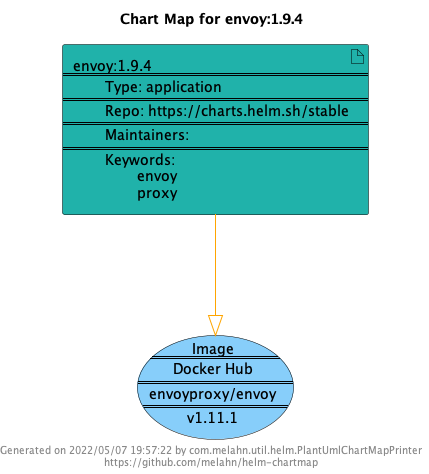 Chart Map for envoy:1.9.4
envoy:1.9.4
Type: application
Repo: https://charts.helm.sh/stable
Maintainers:
Keywords:
envoy
proxy
Image
Docker Hub
envoyproxy/envoy
v1.11.1
Generated on 2022/05/07 19:57:22 by com.melahn.util.helm.PlantUmlChartMapPrinter
https://github.com/melahn/helm-chartmap